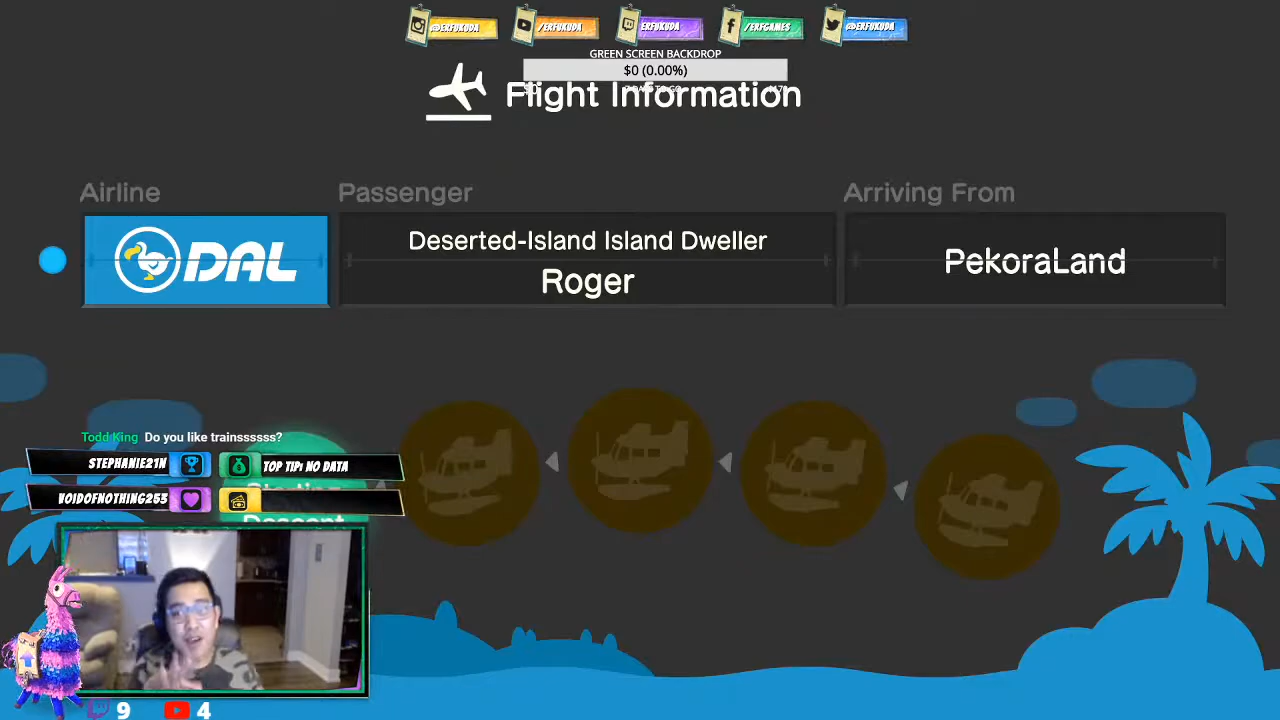 @ERFUKUDA
/ERFUKUDA
ERFUKUDA
/ERFGAMES
@ERFUKUDA
GREEN SCREEN BACKDROP
$0 (0.00%)
Flight Information
Airline
Passenger
Arriving From
DAL
Deserted-Island Island Dweller
Roger
PekoraLand
Todd King Do you like trainssssss?
STEPHANIE21N
TOP TIP: NO DATA
VOIDOFNOTHING253
Starting
Descent
9
4